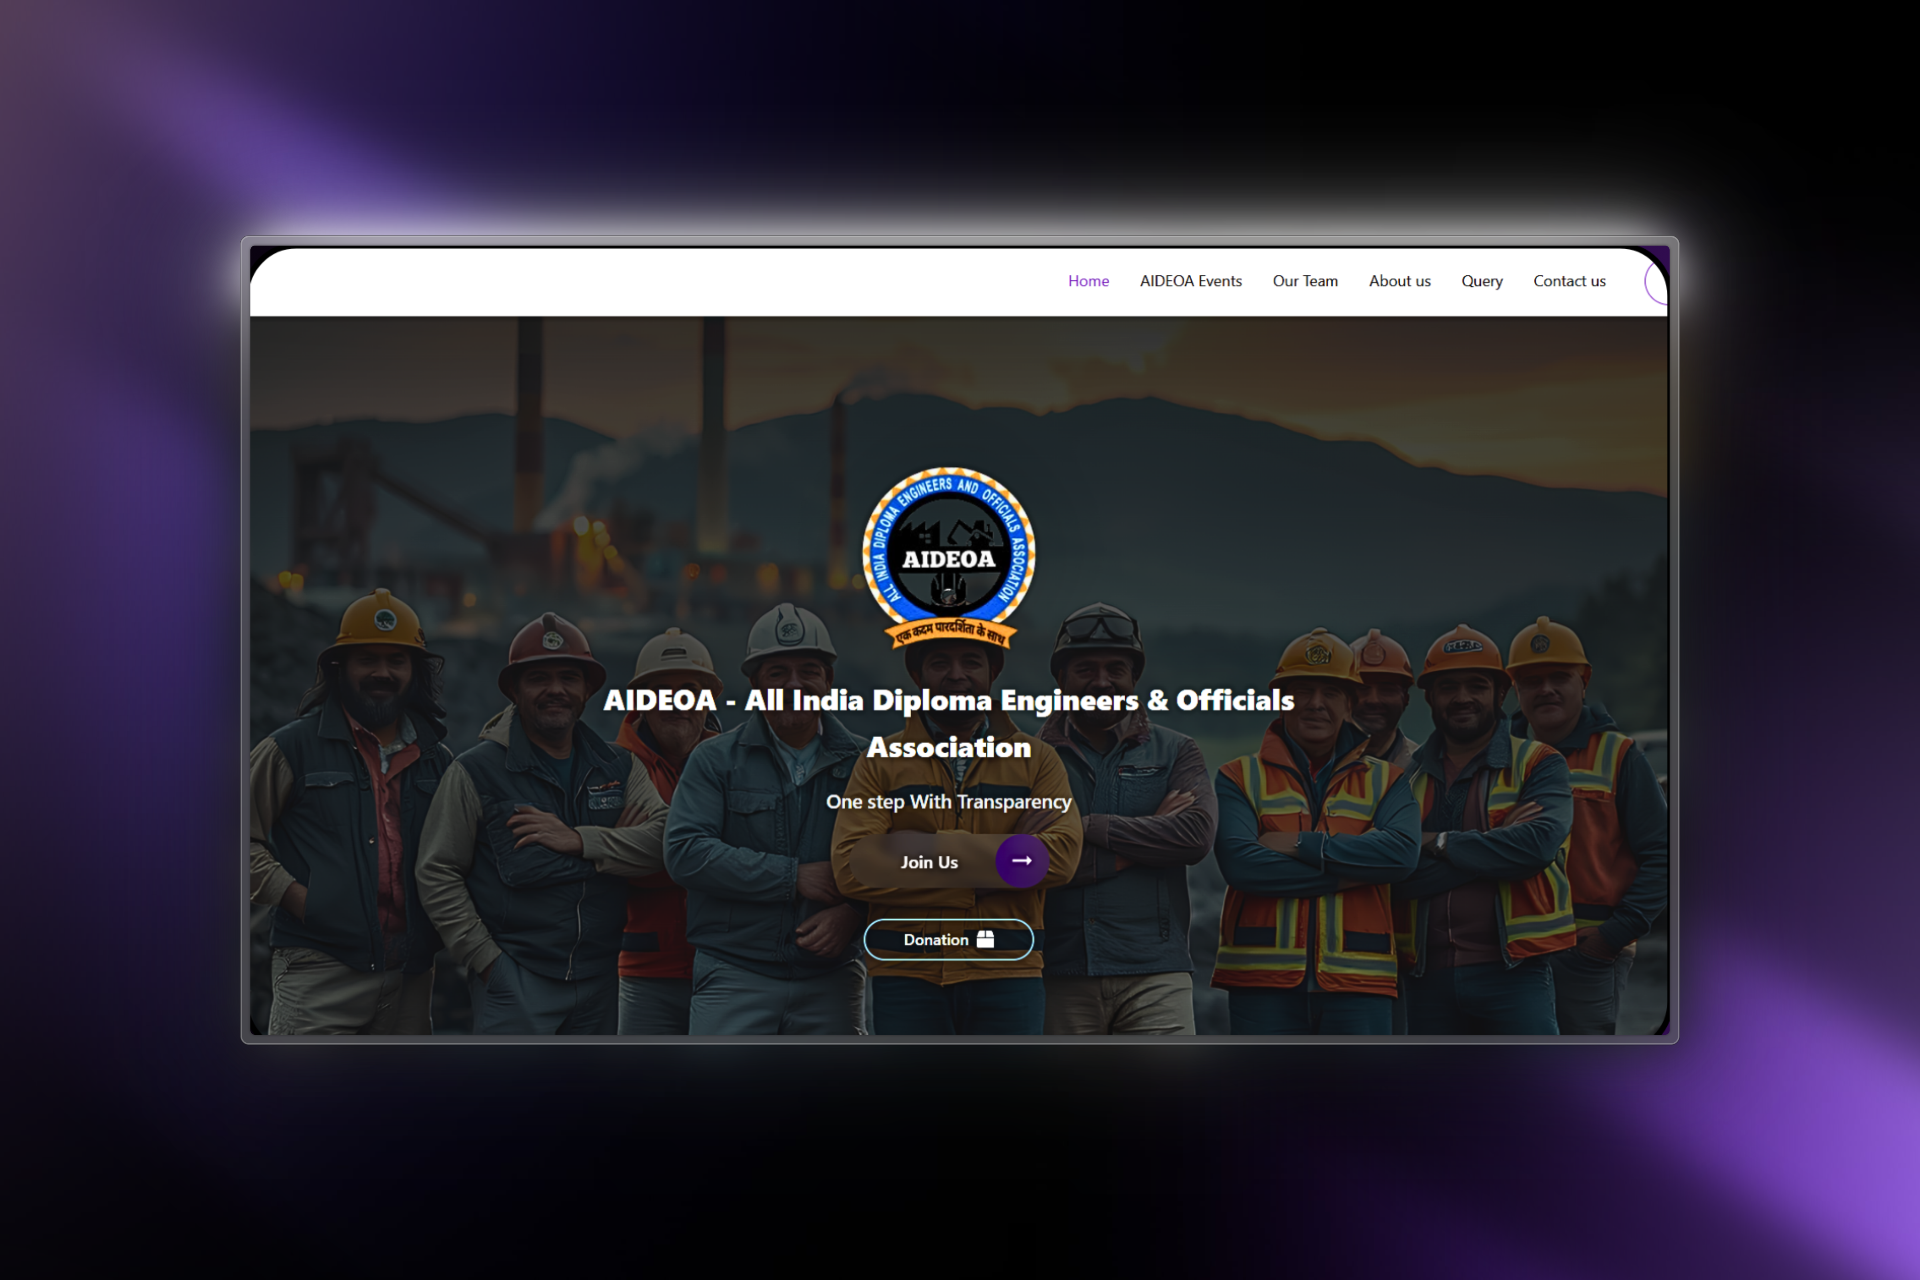 Home AIDEOA Events Our Team About us Query Contact us
ALL INDIA DIPLOMA ENGINEERS AND OFFICIALS ASSOCIATION
AIDEOA
एक कदम पारदर्शिता के साथ
AIDEOA - All India Diploma Engineers & Officials
Association
One step With Transparency
Join Us
Donation